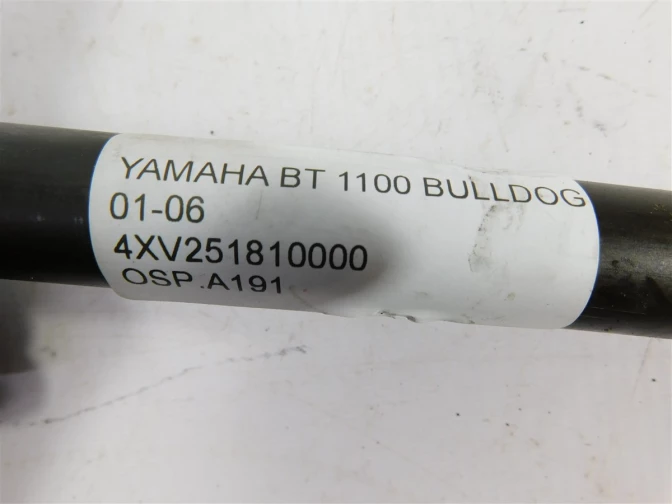 YAMAHA BT 1100 BULLDOG
01-06
4XV251810000
OSP.A191